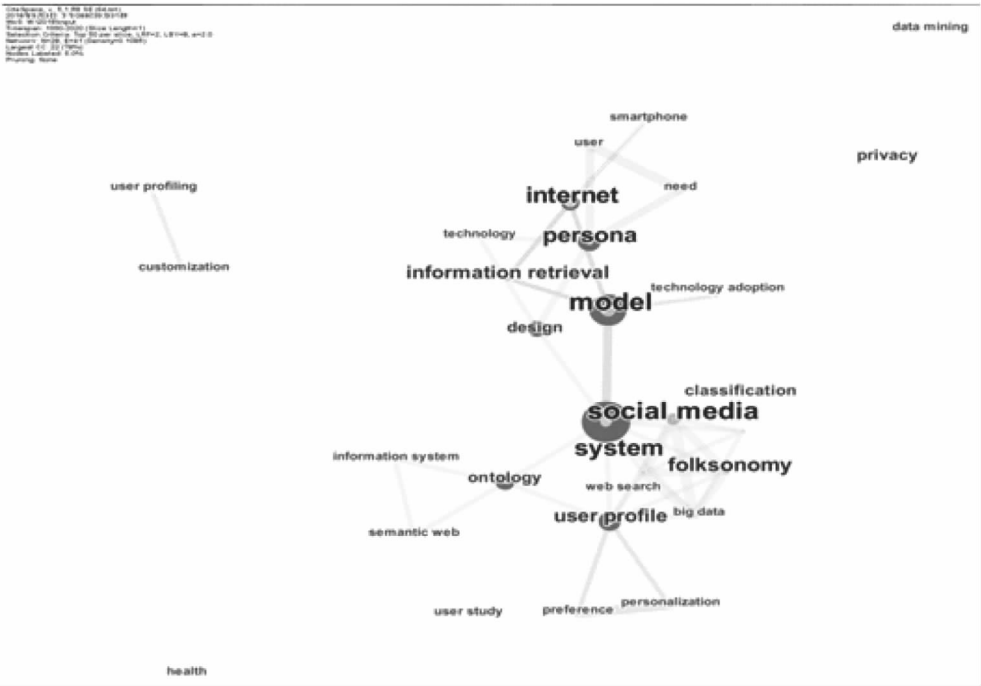 data mining
smartphone
user
privacy
user profiling
need
internet
technology
persona
customization
information retrieval
technology adoption
model
design
classification
social media
system
information system
folksonomy
ontology
web search
user profile
big data
semantic web
personalization
user study
preference
health